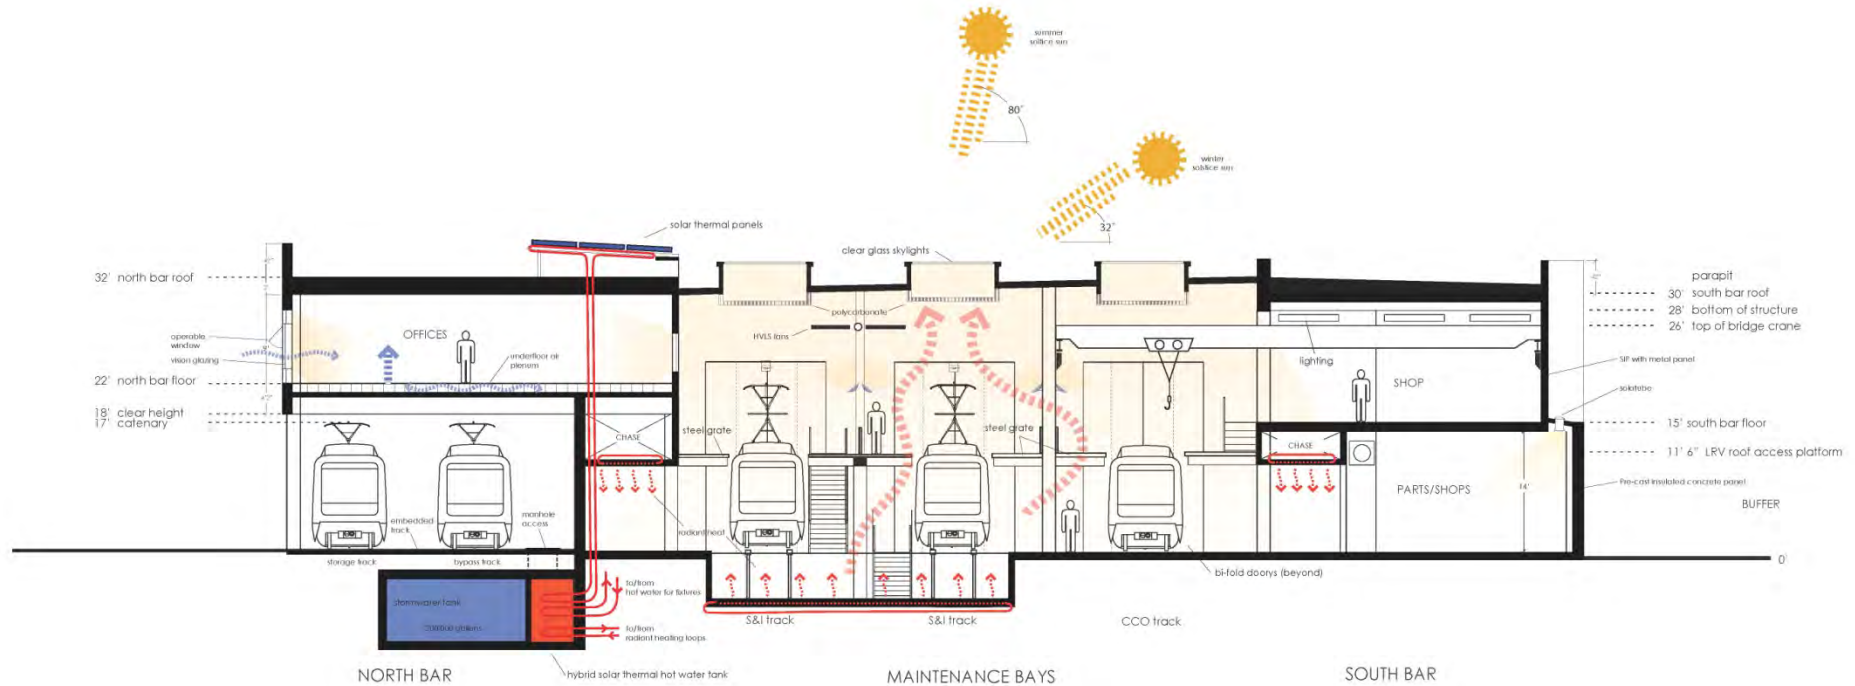 summer
solstice sun
80°
winter
solstice sun
32°
solar thermal panels
clear glass skylights
32' north bar roof
parapit
30' south bar roof
28' bottom of structure
26' top of bridge crane
polycarbonate
HVLS fans
operable
window
vision glazing
OFFICES
underfloor air
plenum
lighting
SIP with metal panel
SHOP
solatube
22' north bar floor
18' clear height
17' catenary
15' south bar floor
steel grate
steel grate
CHASE
CHASE
11' 6" LRV roof access platform
Pre-cast insulated concrete panel
PARTS/SHOPS
14'
BUFFER
embedded
track
manhole
access
radiant heat
storage track
bypass track
bi-fold doorys (beyond)
0'
to/from
hot water for fixtures
stormwater tank
gallons
to/from
radiant heating loops
S&I track
S&I track
CCO track
hybrid solar thermal hot water tank
NORTH BAR
MAINTENANCE BAYS
SOUTH BAR